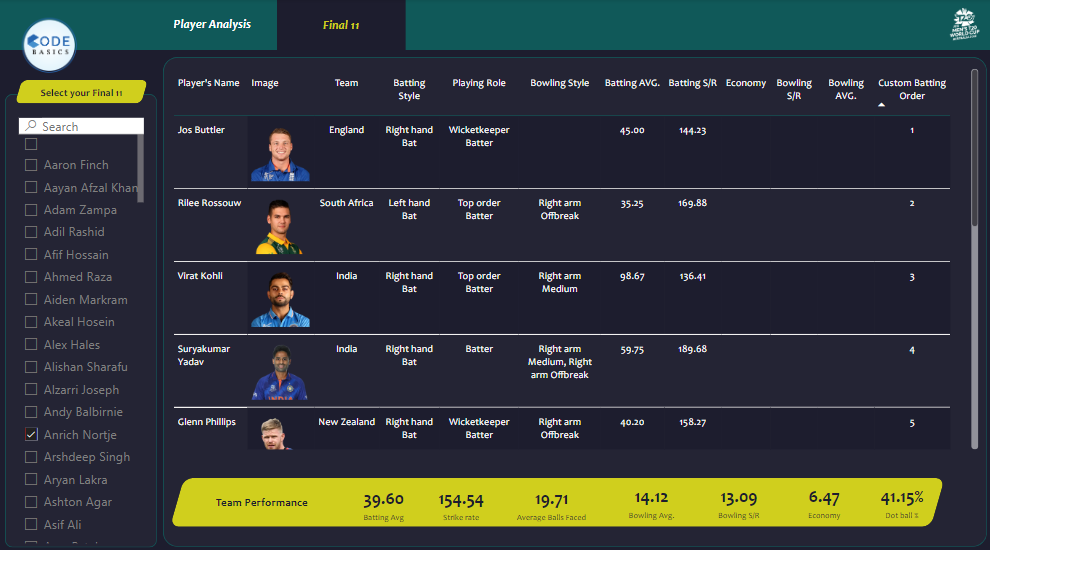 Player Analysis
Final 11
CODE
BASICS
MEN'S T20
WORLD CUP
Select your Final 11
Search
Aaron Finch
Aayan Afzal Khan
Adam Zampa
Adil Rashid
Afif Hossain
Ahmed Raza
Aiden Markram
Akeal Hosein
Alex Hales
Alishan Sharafu
Alzarri Joseph
Andy Balbirnie
Anrich Nortje
Arshdeep Singh
Aryan Lakra
Ashton Agar
Asif Ali
Player's Name Image Team Batting Style Playing Role Bowling Style Batting AVG. Batting S/R Economy Bowling S/R Bowling AVG. Custom Batting Order
Jos Buttler England Right hand Bat Wicketkeeper Batter 45.00 144.23 1
Rilee Rossouw South Africa Left hand Bat Top order Batter Right arm Offbreak 35.25 169.88 2
Virat Kohli India Right hand Bat Top order Batter Right arm Medium 98.67 136.41 3
Suryakumar Yadav India Right hand Bat Batter Right arm Medium, Right arm Offbreak 59.75 189.68 4
Glenn Phillips New Zealand Right hand Bat Wicketkeeper Batter Right arm Offbreak 40.20 158.27 5
Team Performance
39.60 154.54 19.71 14.12 13.09 6.47 41.15%
Batting Avg Strike rate Average Balls Faced Bowling Avg. Bowling S/R Economy Dot ball %